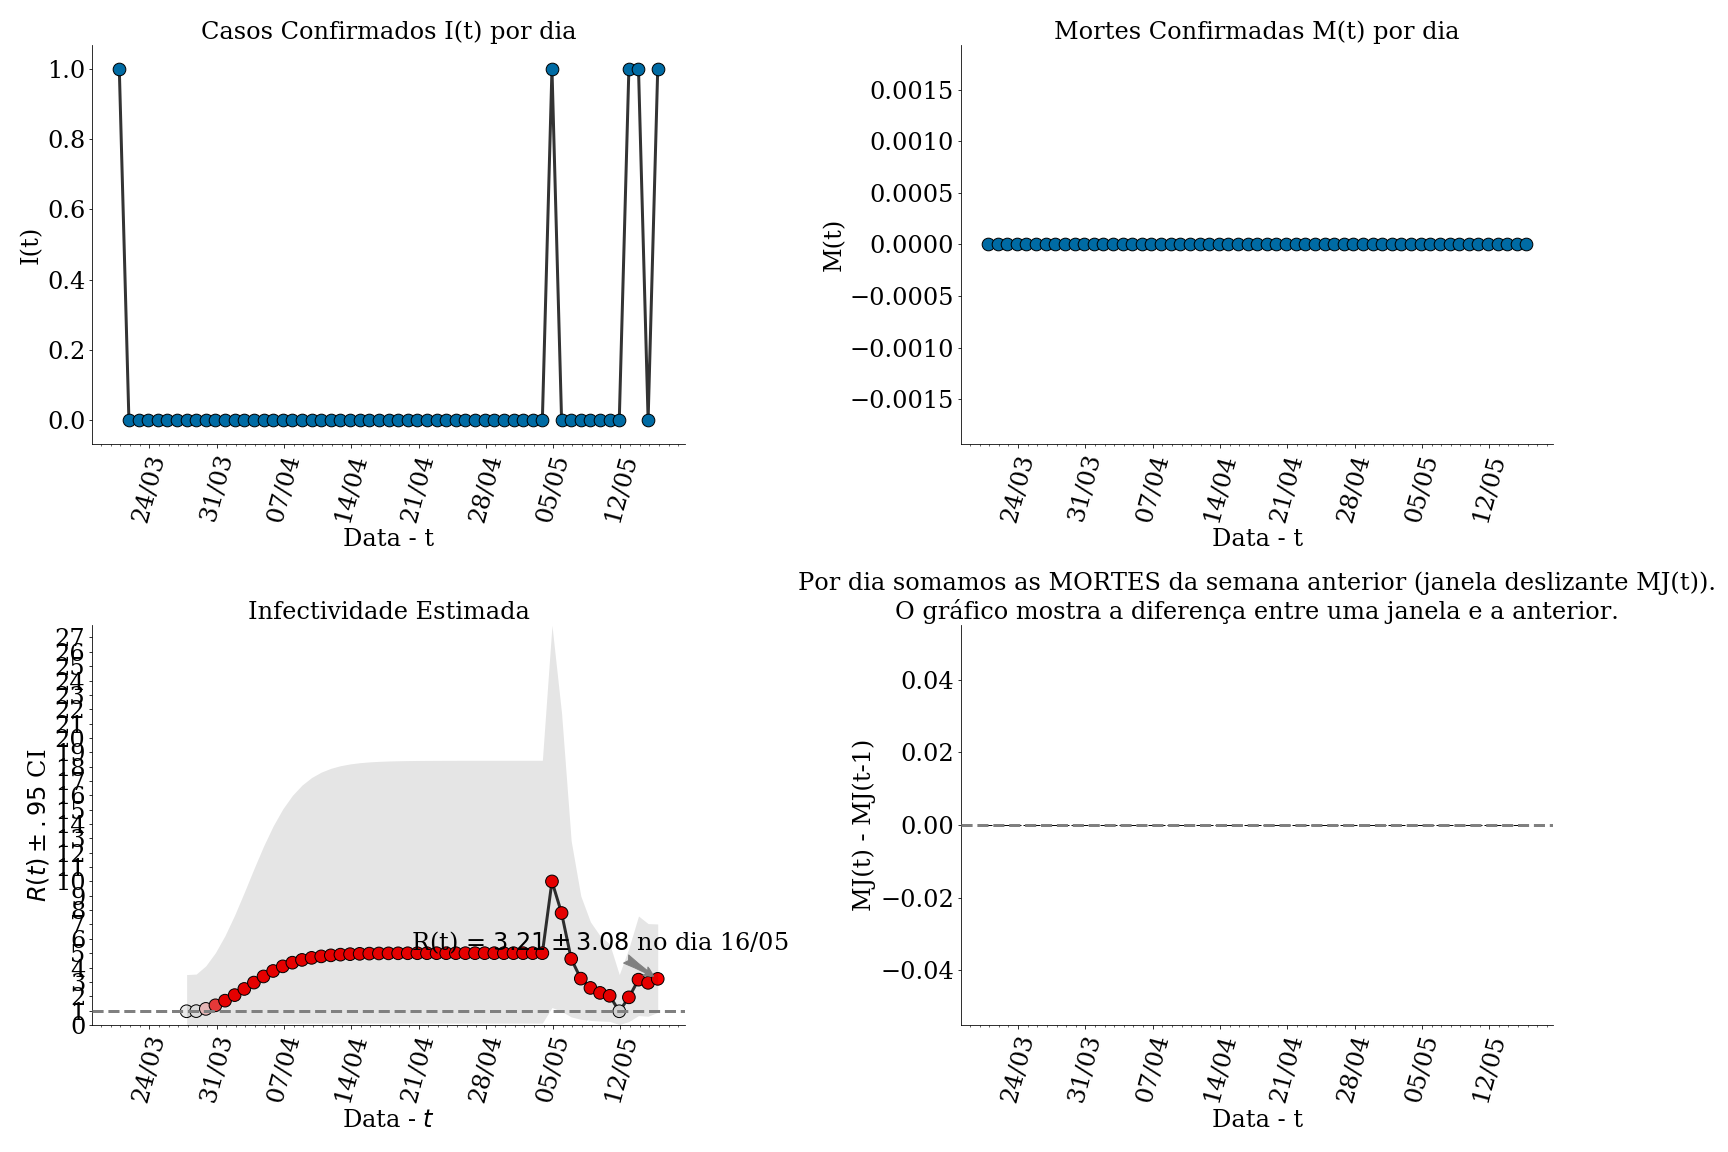 Casos Confirmados I(t) por dia
1.0
0.8
0.6
0.4
0.2
0.0
I(t)
24/03 31/03 07/04 14/04 21/04 28/04 05/05 12/05
Data - t
Mortes Confirmadas M(t) por dia
0.0015
0.0010
0.0005
0.0000
−0.0005
−0.0010
−0.0015
M(t)
24/03 31/03 07/04 14/04 21/04 28/04 05/05 12/05
Data - t
Infectividade Estimada
27
26
25
24
23
22
21
20
19
18
17
16
15
14
13
12
11
10
9
8
7
6
5
4
3
2
1
0
R(t) ± .95 CI
R(t) = 3.21 ± 3.08 no dia 16/05
24/03 31/03 07/04 14/04 21/04 28/04 05/05 12/05
Data - t
Por dia somamos as MORTES da semana anterior (janela deslizante MJ(t)).
O gráfico mostra a diferença entre uma janela e a anterior.
0.04
0.02
0.00
−0.02
−0.04
MJ(t) - MJ(t-1)
24/03 31/03 07/04 14/04 21/04 28/04 05/05 12/05
Data - t